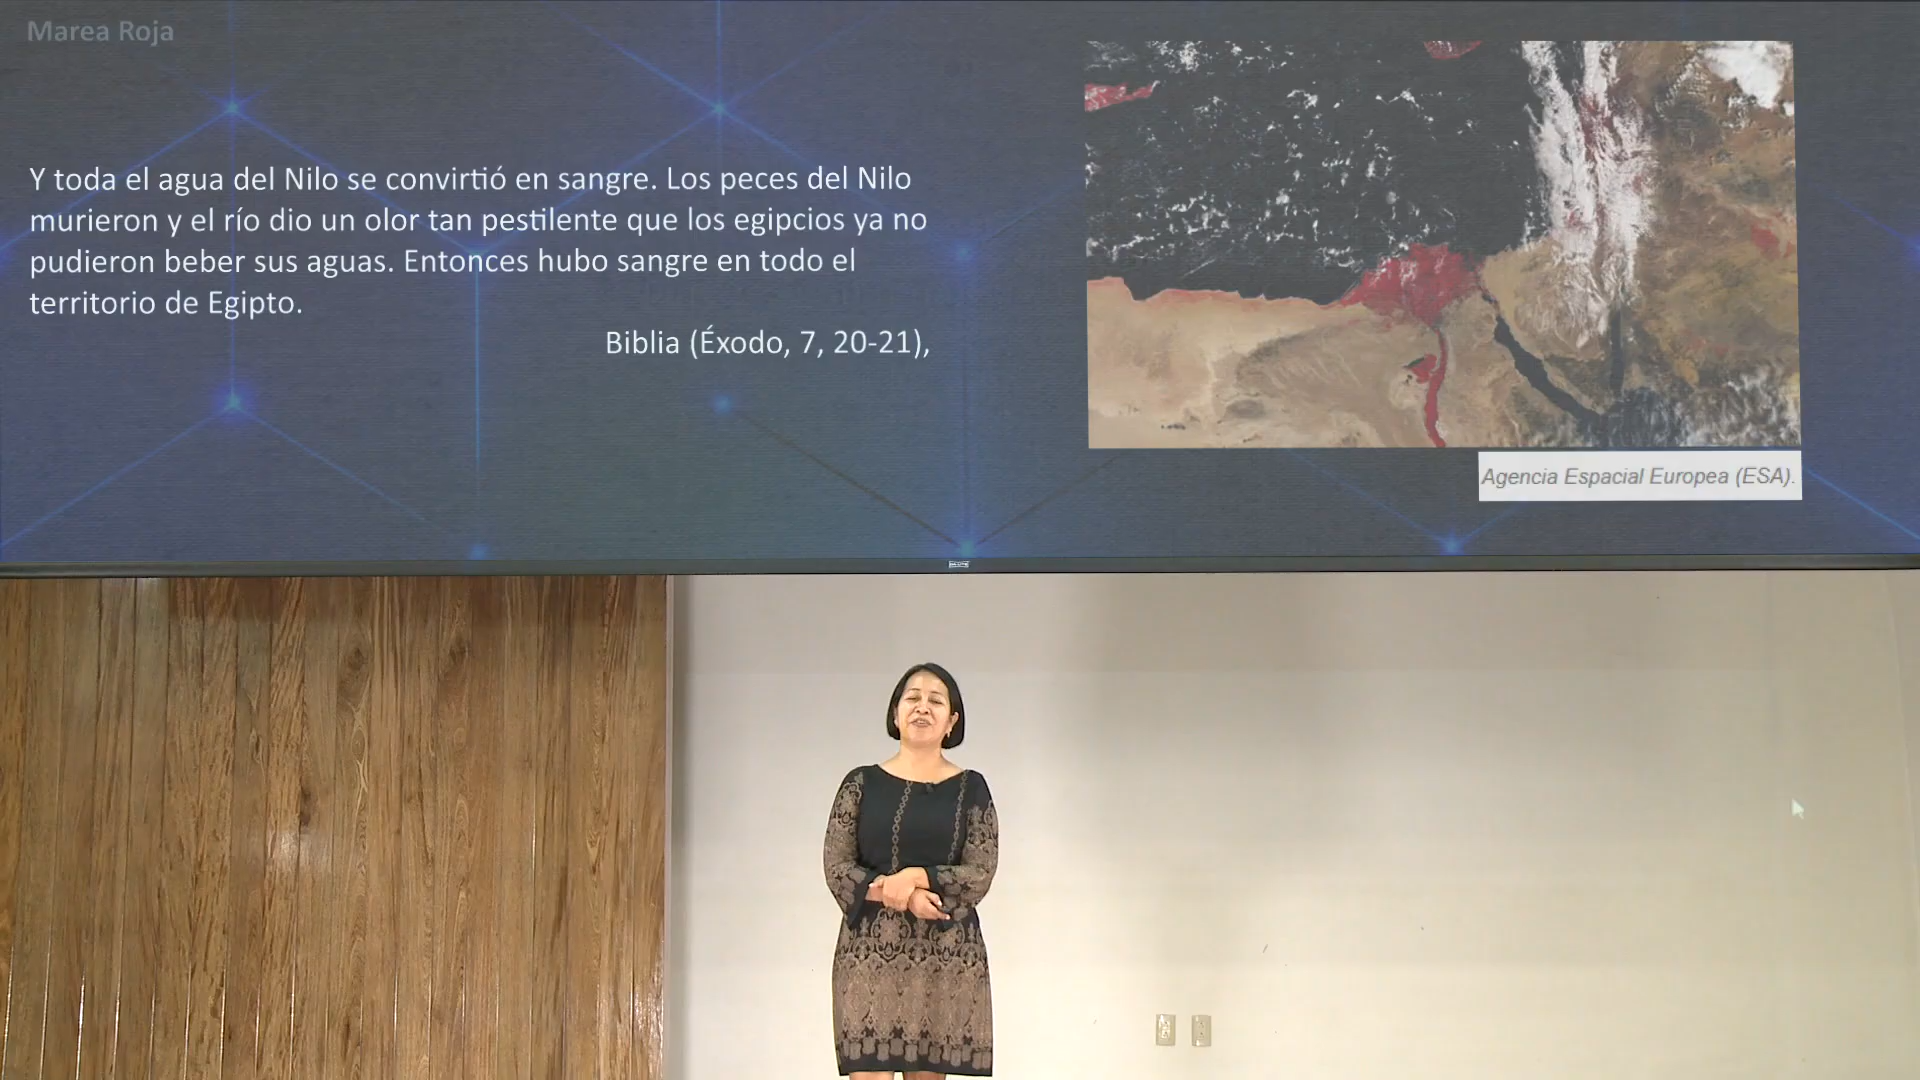 Marea Roja
Y toda el agua del Nilo se convirtió en sangre. Los peces del Nilo
murieron y el río dio un olor tan pestilente que los egipcios ya no
pudieron beber sus aguas. Entonces hubo sangre en todo el
territorio de Egipto.
Biblia (Éxodo, 7, 20-21),
Agencia Espacial Europea (ESA).